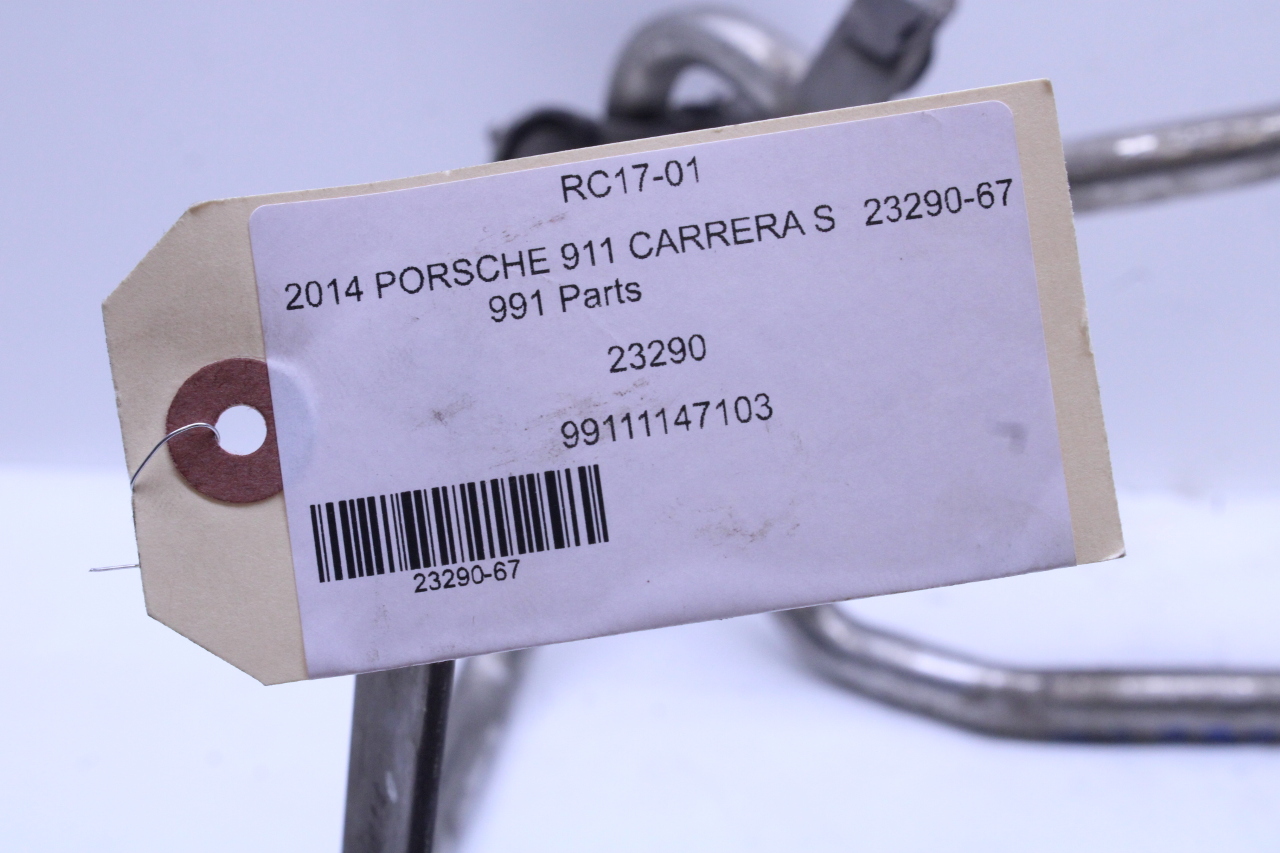 RC17-01
2014 PORSCHE 911 CARRERA S 23290-67
991 Parts
23290
99111147103
23290-67